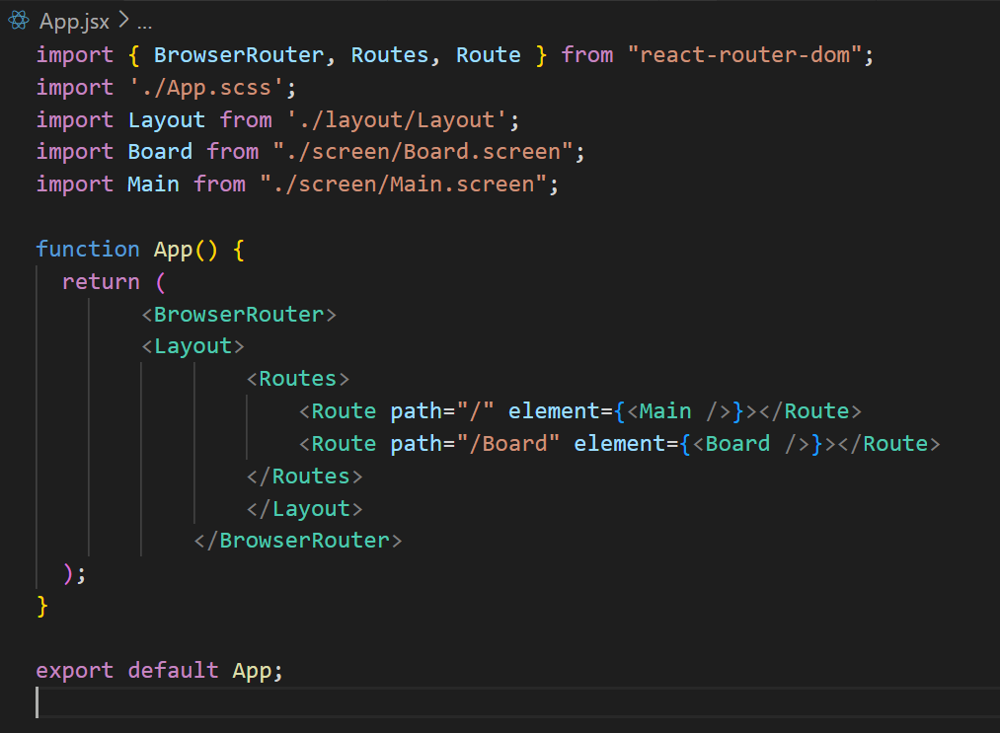 App.jsx > ...
import { BrowserRouter, Routes, Route } from "react-router-dom";
import './App.scss';
import Layout from './layout/Layout';
import Board from "./screen/Board.screen";
import Main from "./screen/Main.screen";

function App() {
  return (
        <BrowserRouter>
        <Layout>
                <Routes>
                    <Route path="/" element={<Main />}></Route>
                    <Route path="/Board" element={<Board />}></Route>
                </Routes>
                </Layout>
            </BrowserRouter>
  );
}

export default App;